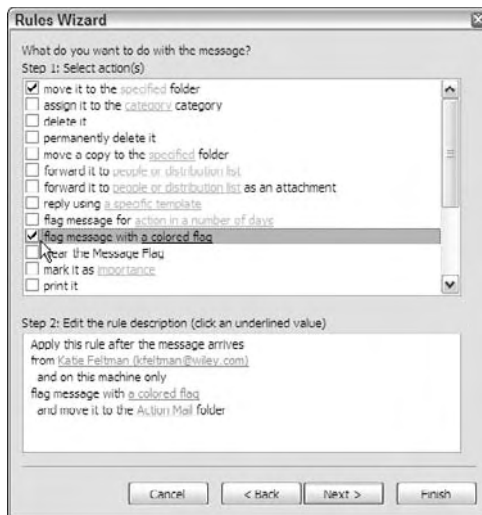 Rules Wizard
What do you want to do with the message?
Step 1: Select action(s)
move it to the specified folder
assign it to the category category
delete it
permanently delete it
move a copy to the specified folder
forward it to people or distribution list
forward it to people or distribution list as an attachment
reply using a specific template
flag message for action in a number of days
flag message with a colored flag
the Message Flag
mark it as importance
print it
Step 2: Edit the rule description (click an underlined value)
Apply this rule after the message arrives
from Katie Feltman (kfeltman@wiley.com)
and on this machine only
flag message with a colored flag
and move it to the Action Mail folder
Cancel
< Back
Next >
Finish